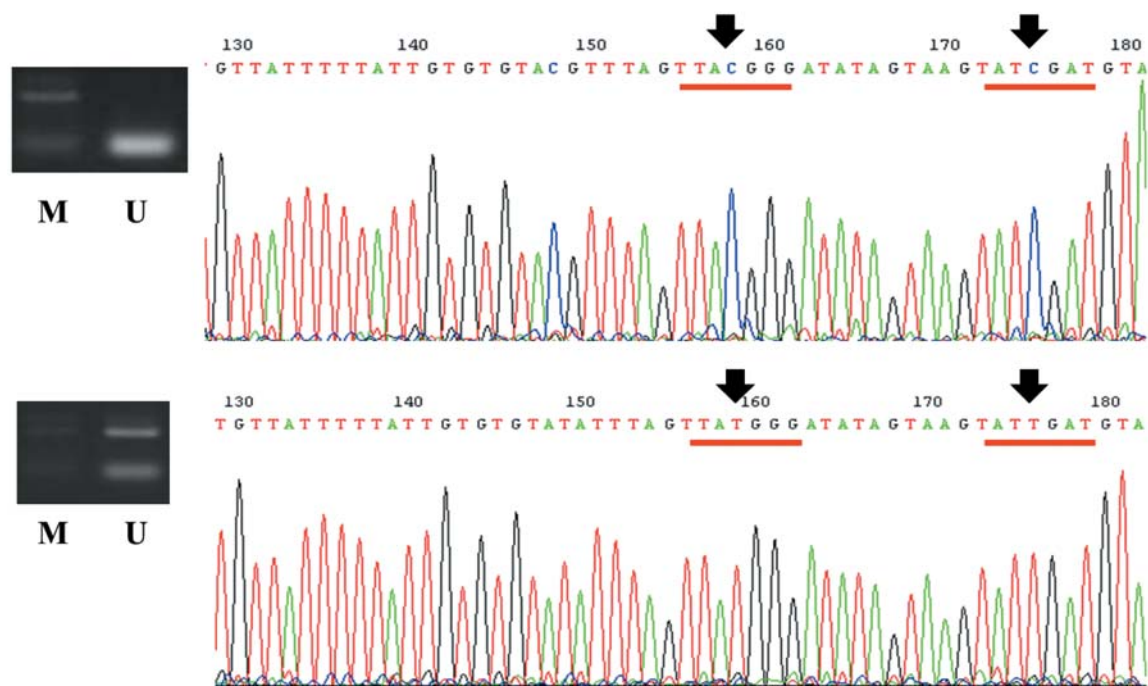 130 140 150 160 170 180
GTTATTTTTATTGTGTGTACGTTTAGTTACGGGATATAGTAAGTATCGATGTA
M U
130 140 150 160 170 180
TGTTATTTTTATTGTGTGTATATTTAGTTATGGGATATAGTAAGTATTGATGTA
M U